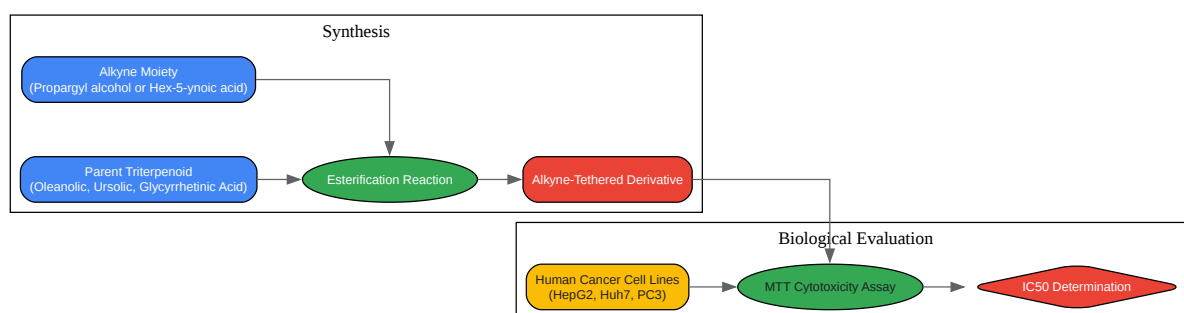 Synthesis
Alkyne Moiety
(Propargyl alcohol or Hex-5-ynoic acid)
Parent Triterpenoid
(Oleanolic, Ursolic, Glycyrrhetinic Acid)
Esterification Reaction
Alkyne-Tethered Derivative
Biological Evaluation
Human Cancer Cell Lines
(HepG2, Huh7, PC3)
MTT Cytotoxicity Assay
IC50 Determination